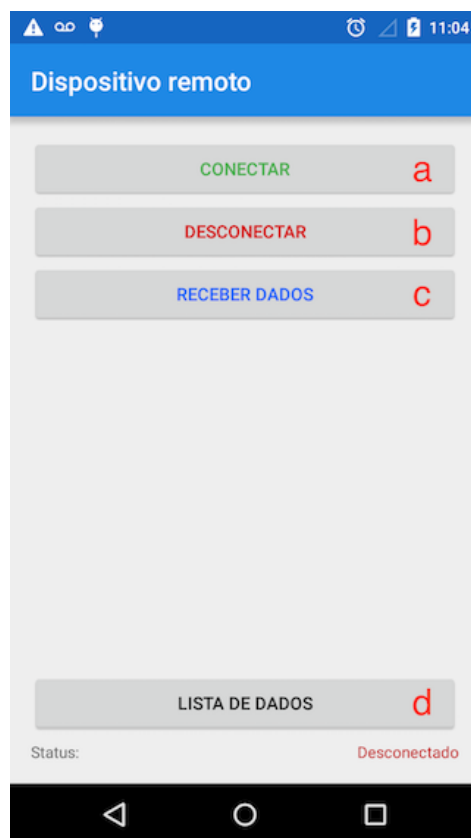 11:04
Dispositivo remoto
CONECTAR a
DESCONECTAR b
RECEBER DADOS c
LISTA DE DADOS d
Status: Desconectado